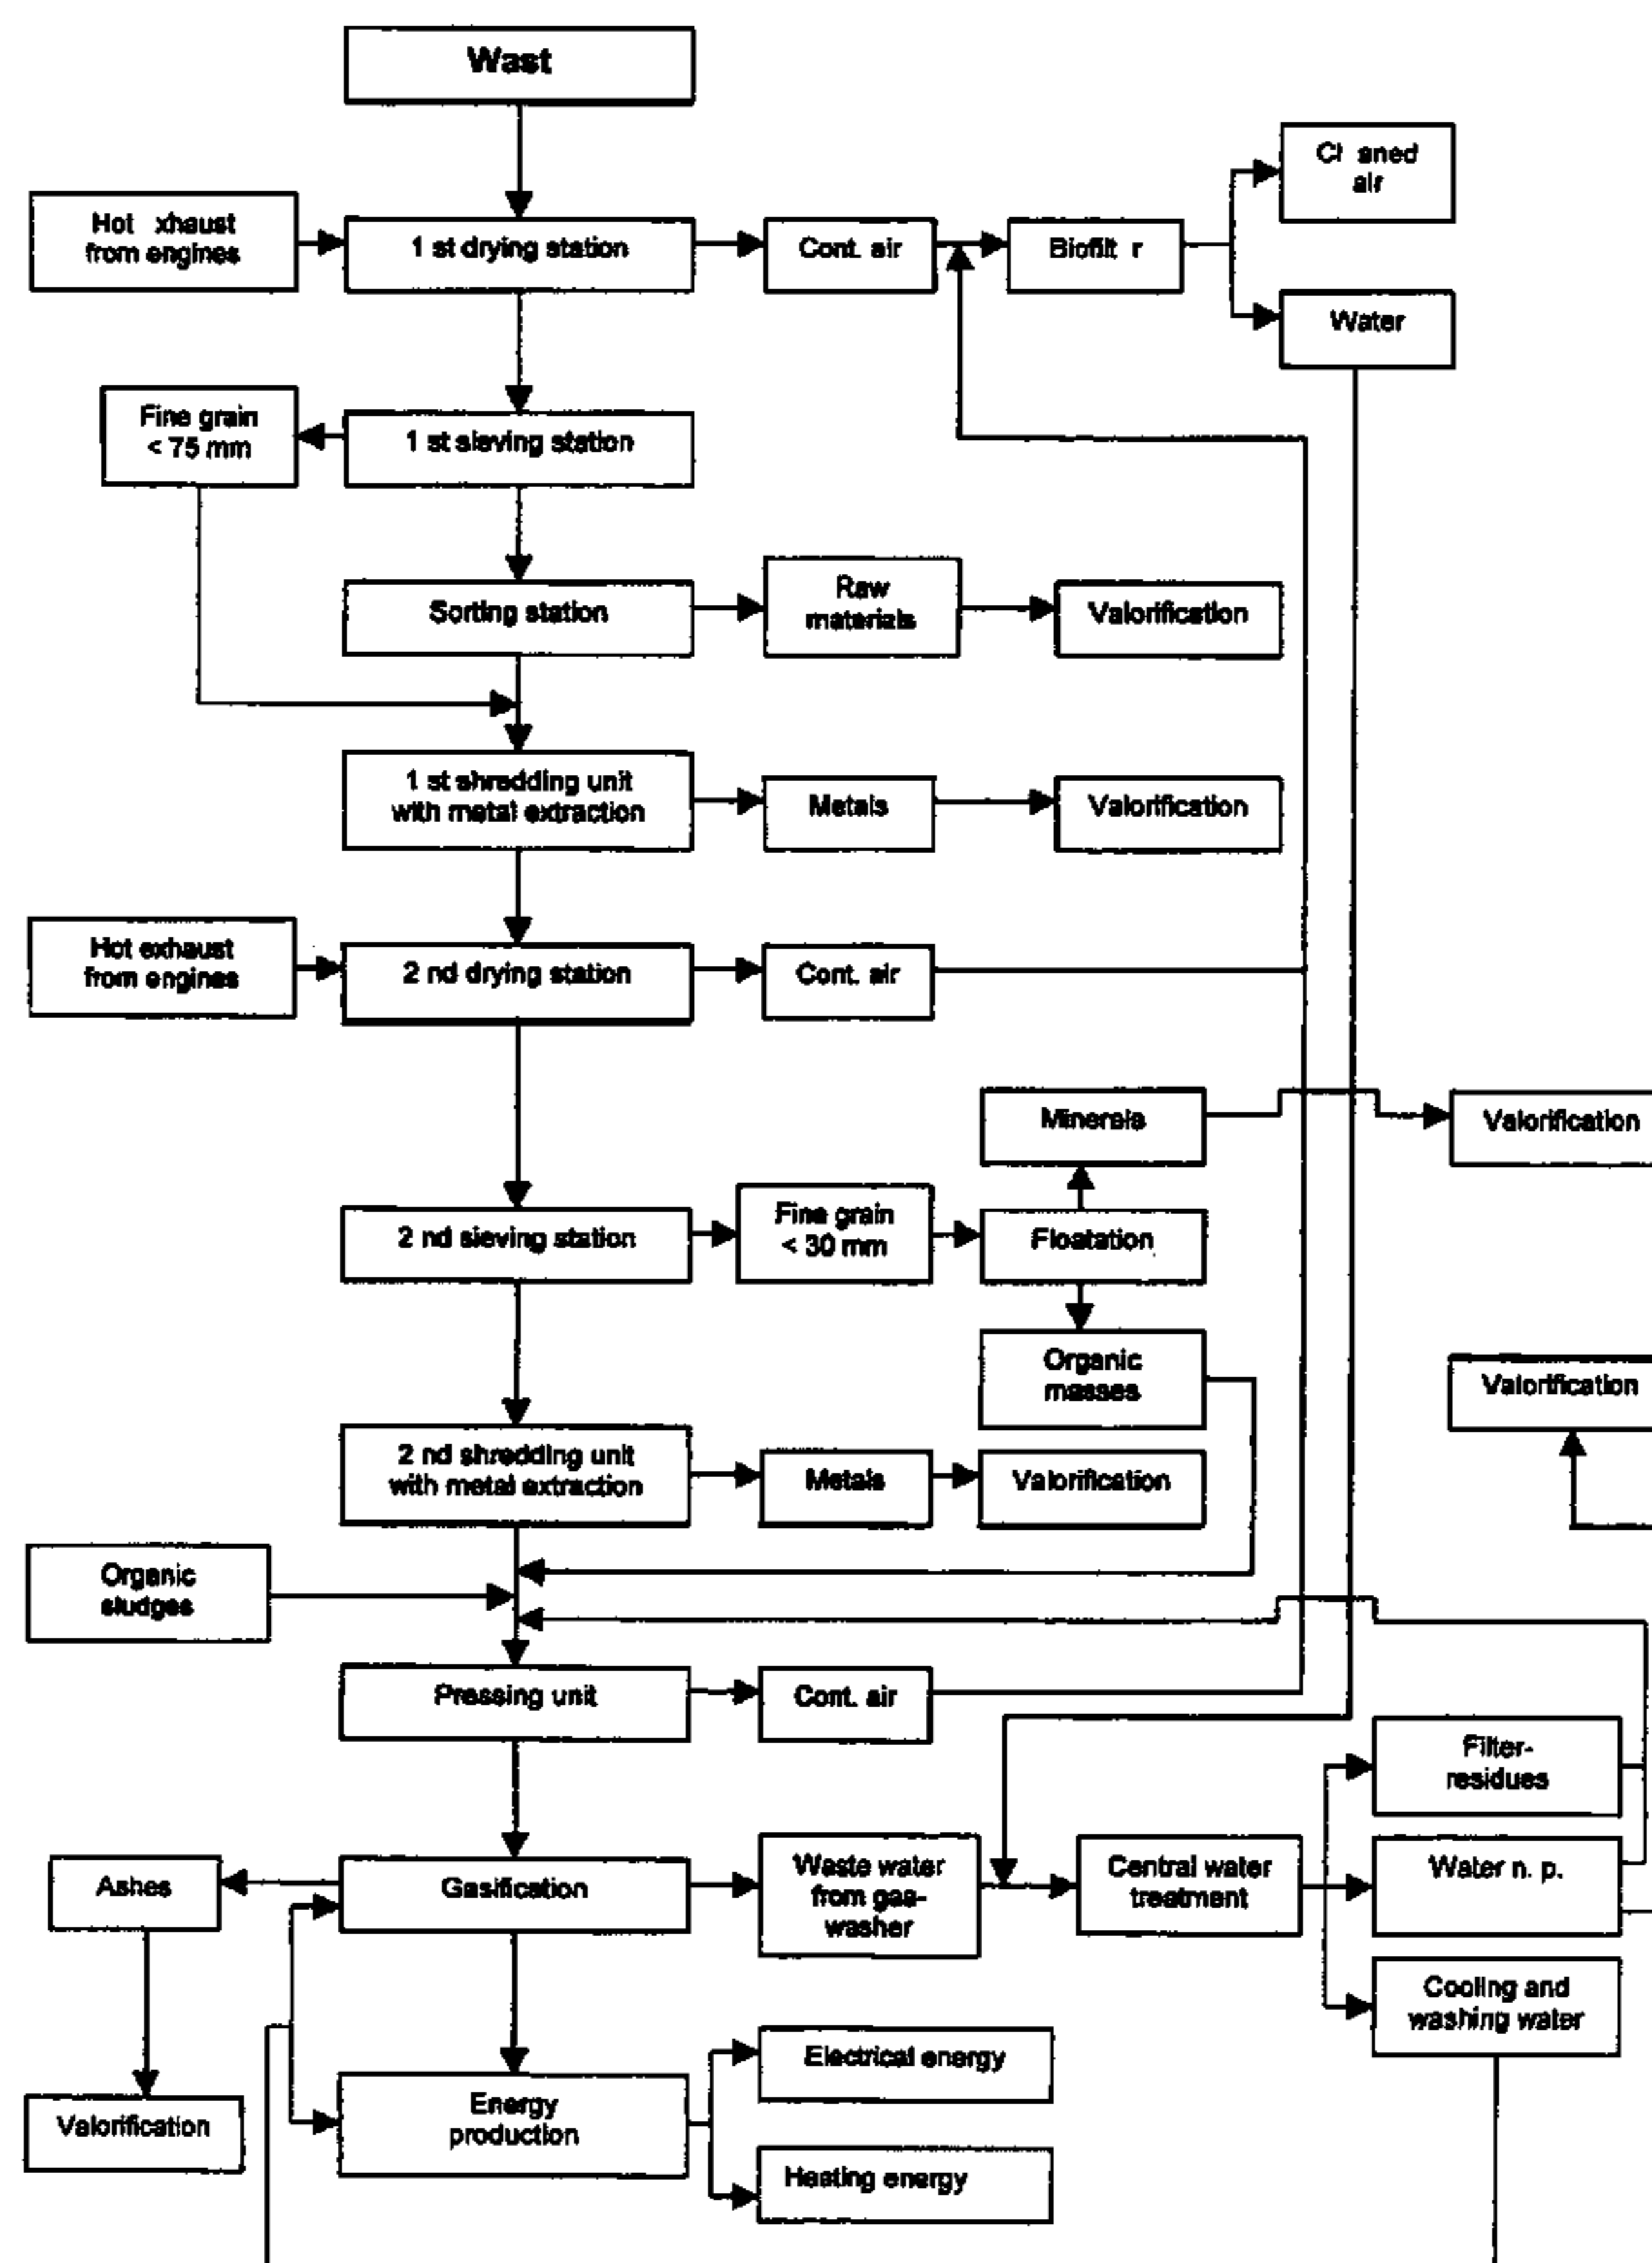 Wast
Cl aned
air
Hot xhaust
from engines
1 st drying station
Cont. air
Biofilt r
Water
Fine grain
< 75 mm
1 st sieving station
Sorting station
Raw
materials
Valorification
1 st shredding unit
with metal extraction
Metals
Valorification
Hot exhaust
from engines
2 nd drying station
Cont. air
Minerals
Valorification
2 nd sieving station
Fine grain
< 30 mm
Floatation
Organic
masses
Valorification
2 nd shredding unit
with metal extraction
Metals
Valorification
Organic
sludges
Pressing unit
Cont. air
Filter-
residues
Ashes
Gasification
Waste water
from gas-
washer
Central water
treatment
Water n. p.
Cooling and
washing water
Electrical energy
Valorification
Energy
production
Heating energy